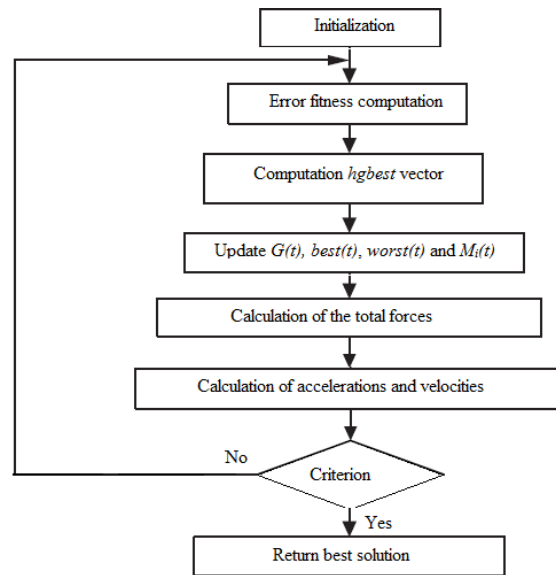 Initialization
Error fitness computation
Computation hgbest vector
Update G(t), best(t), worst(t) and Mi(t)
Calculation of the total forces
Calculation of accelerations and velocities
No
Criterion
Yes
Return best solution